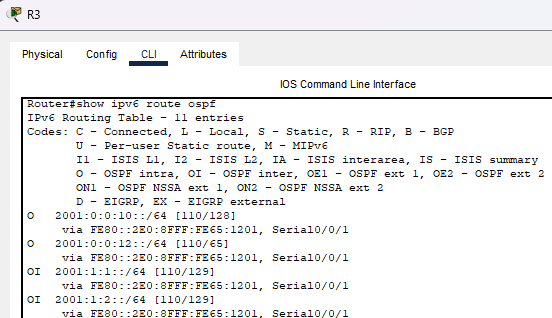 R3
Physical Config CLI Attributes
IOS Command Line Interface
Router#show ipv6 route ospf
IPv6 Routing Table - 11 entries
Codes: C - Connected, L - Local, S - Static, R - RIP, B - BGP
U - Per-user Static route, M - MIPv6
I1 - ISIS L1, I2 - ISIS L2, IA - ISIS interarea, IS - ISIS summary
O - OSPF intra, OI - OSPF inter, OE1 - OSPF ext 1, OE2 - OSPF ext 2
ON1 - OSPF NSSA ext 1, ON2 - OSPF NSSA ext 2
D - EIGRP, EX - EIGRP external
O 2001:0:0:10::/64 [110/128]
via FE80::2E0:8FFF:FE65:1201, Serial0/0/1
O 2001:0:0:12::/64 [110/65]
via FE80::2E0:8FFF:FE65:1201, Serial0/0/1
OI 2001:1:1::/64 [110/129]
via FE80::2E0:8FFF:FE65:1201, Serial0/0/1
OI 2001:1:2::/64 [110/129]
via FE80::2E0:8FFF:FE65:1201, Serial0/0/1